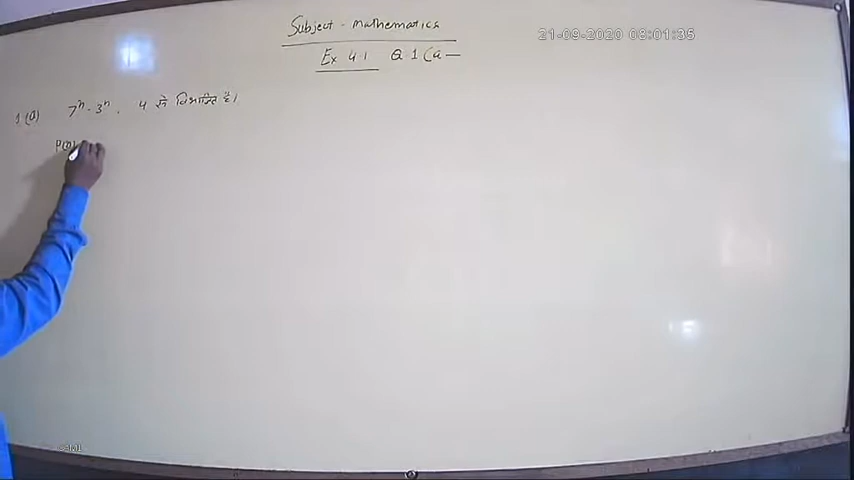 Subject - Mathematics
21-09-2020 08:01:35
Ex 4.1 Q 1 (a —
1 (a) 7ⁿ - 3ⁿ, 4 से विभाजित है।
P(n)